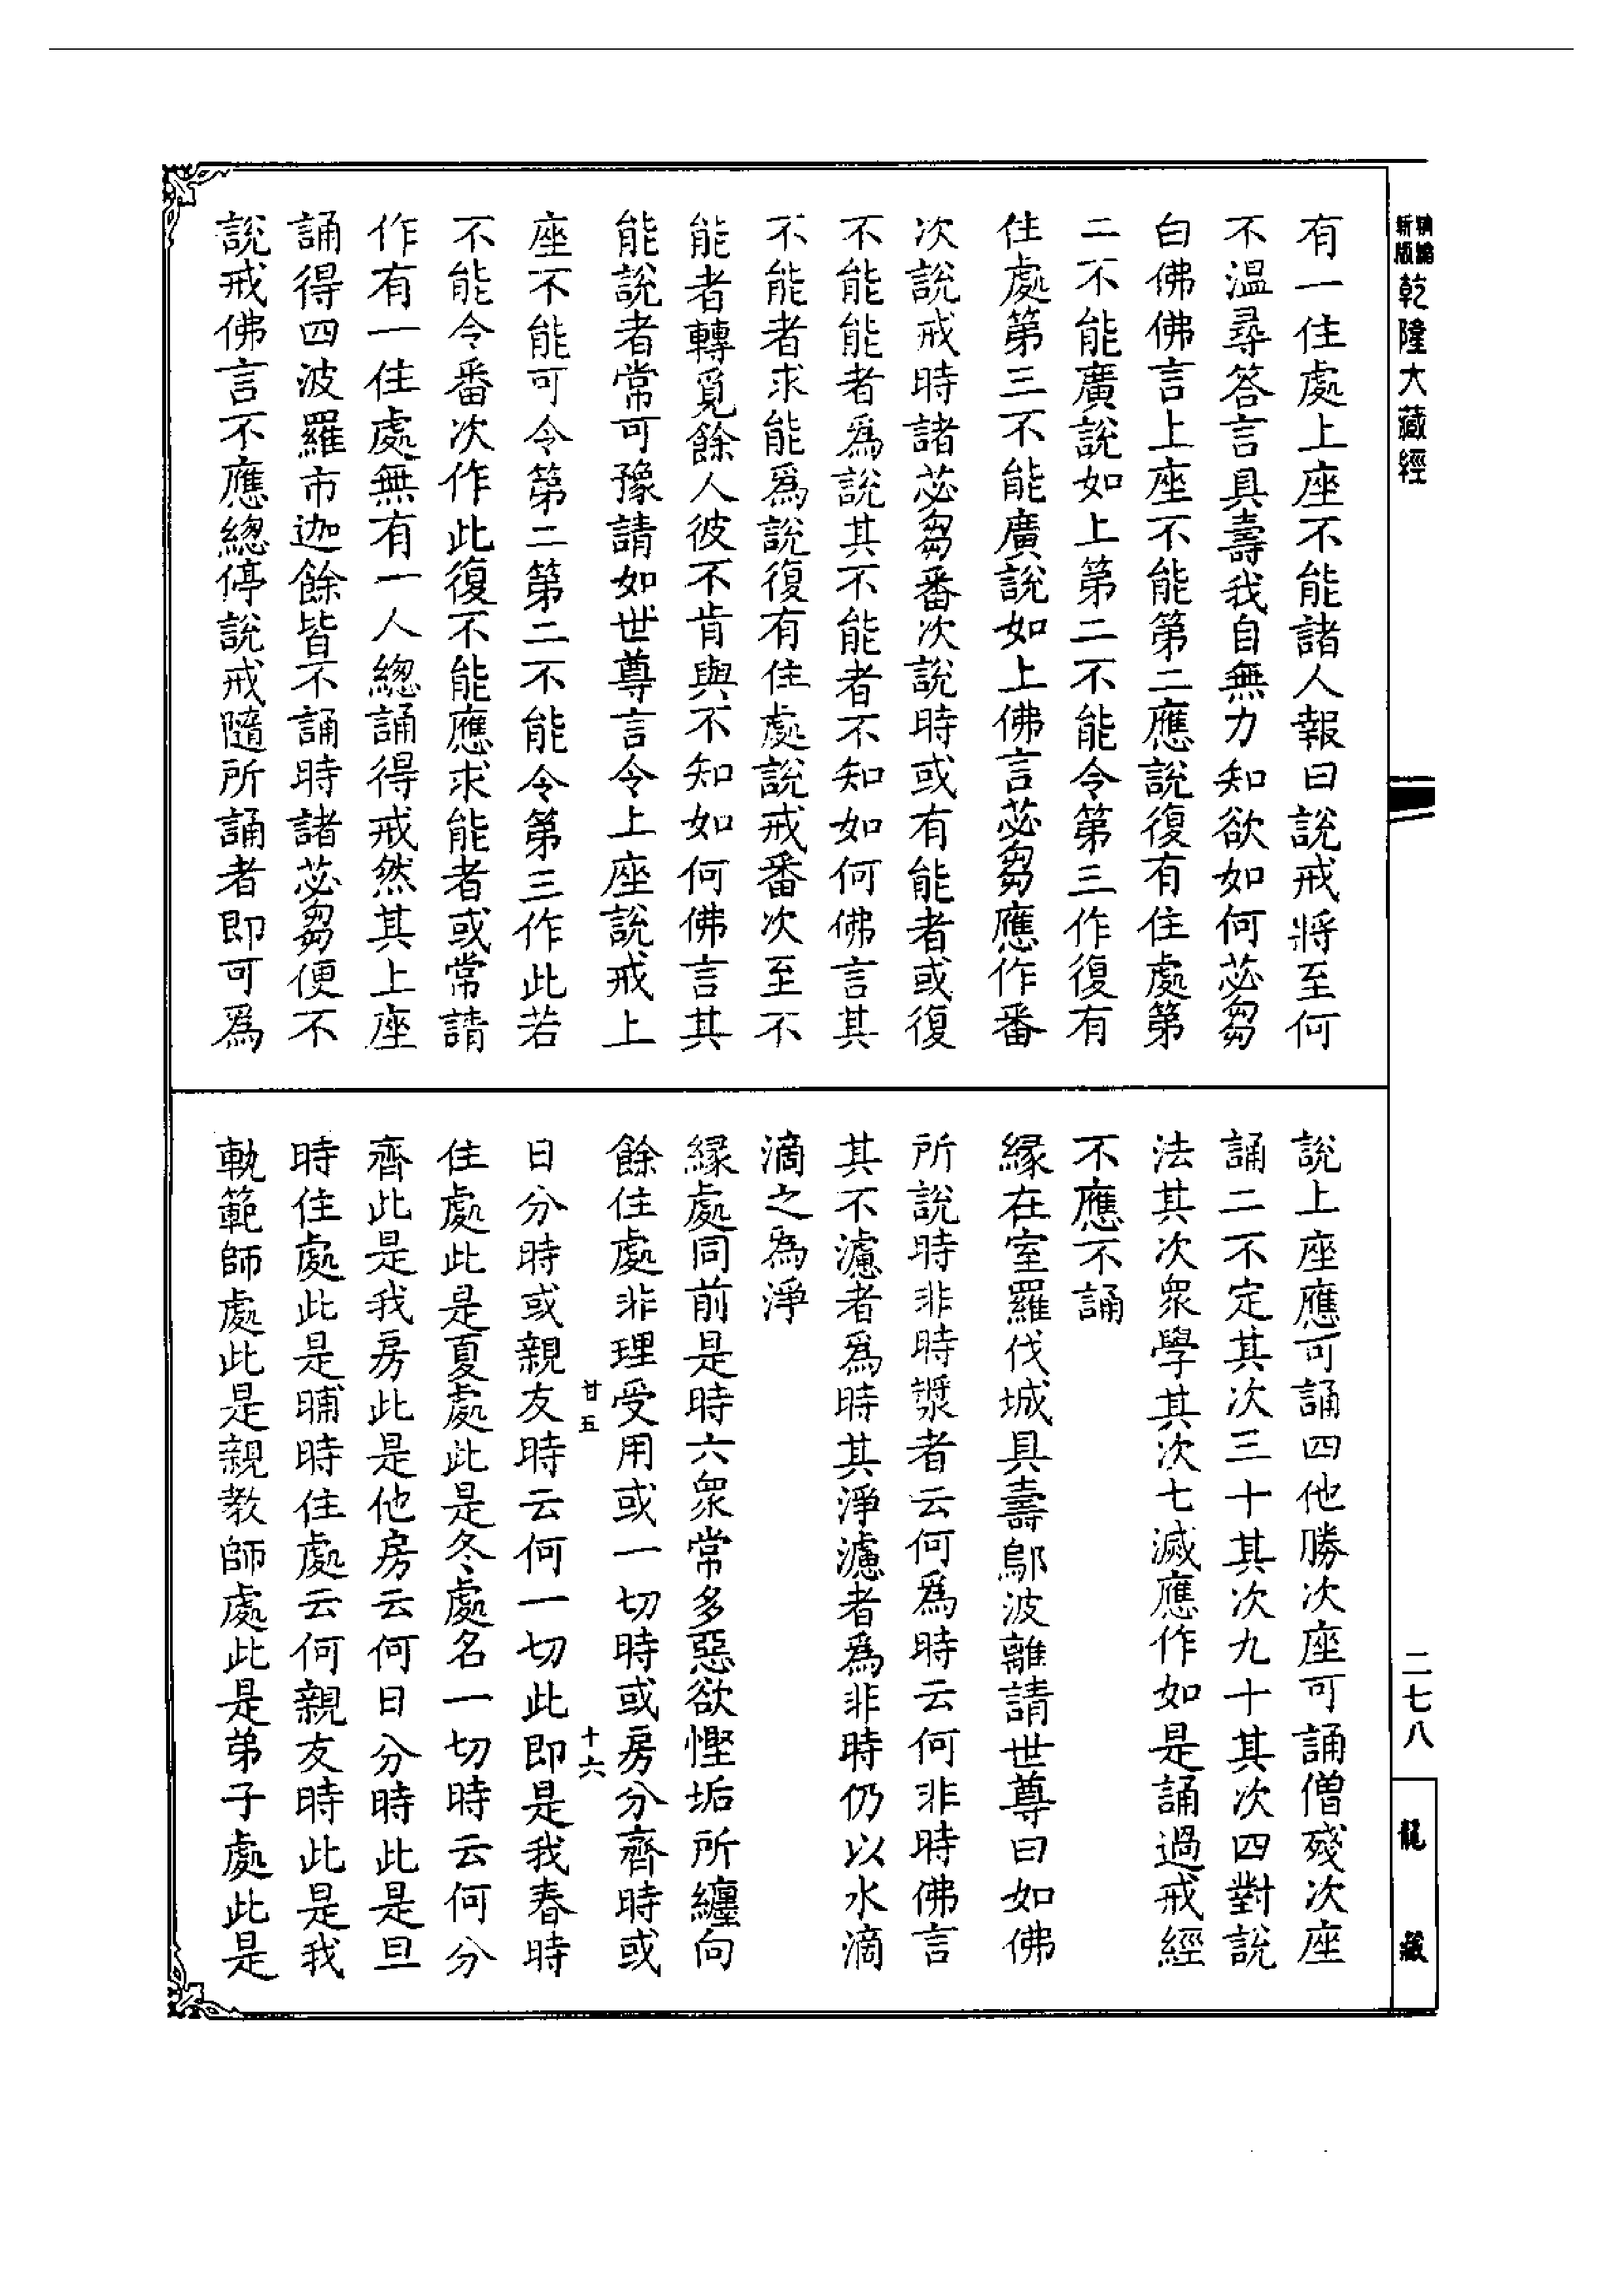 新編
新版
乾隆大藏經
有一住處上座不能諸人報曰說戒將至何
不溫尋答言具壽我自無力知欲如何苾芻
白佛佛言上座不能第二應說復有住處第
二不能廣說如上第二不能令第三作復有
住處第三不能廣說如上佛言苾芻應作番
次說戒時諸苾芻番次說時或有能者或復
不能能者為說其不能者不知如何佛言其
不能者求能為說復有住處說戒番次至不
能者轉覓餘人彼不肯與不知如何佛言其
能說者常可豫請如世尊言令上座說戒上
座不能可令第二第二不能令第三作此若
不能令番次作此復不能應求能者或常請
作有一住處無有一人總誦得戒然其上座
誦得四波羅市迦餘皆不誦時諸苾芻便不
說戒佛言不應總停說戒隨所誦者即可為
說上座應可誦四他勝次座可誦僧殘次座
誦二不定其次三十其次九十其次四對說
法其次眾學其次七滅應作如是誦過戒經
不應不誦
緣在室羅伐城具壽鄔波離請世尊曰如佛
所說時非時漿者云何為時云何非時佛言
其不濾者為時其淨濾者為非時仍以水滴
滴之為淨
緣處同前是時六眾常多惡欲慳垢所纏向
餘住處非理受用或一切時或房分齊時或
廿五
十六
日分時或親友時云何一切此即是我春時
住處此是夏處此是冬處名一切時云何分
齊此是我房此是他房云何日分時此是旦
時住處此是晡時住處云何親友時此是我
軌範師處此是親教師處此是弟子處此是
二七八
龍藏